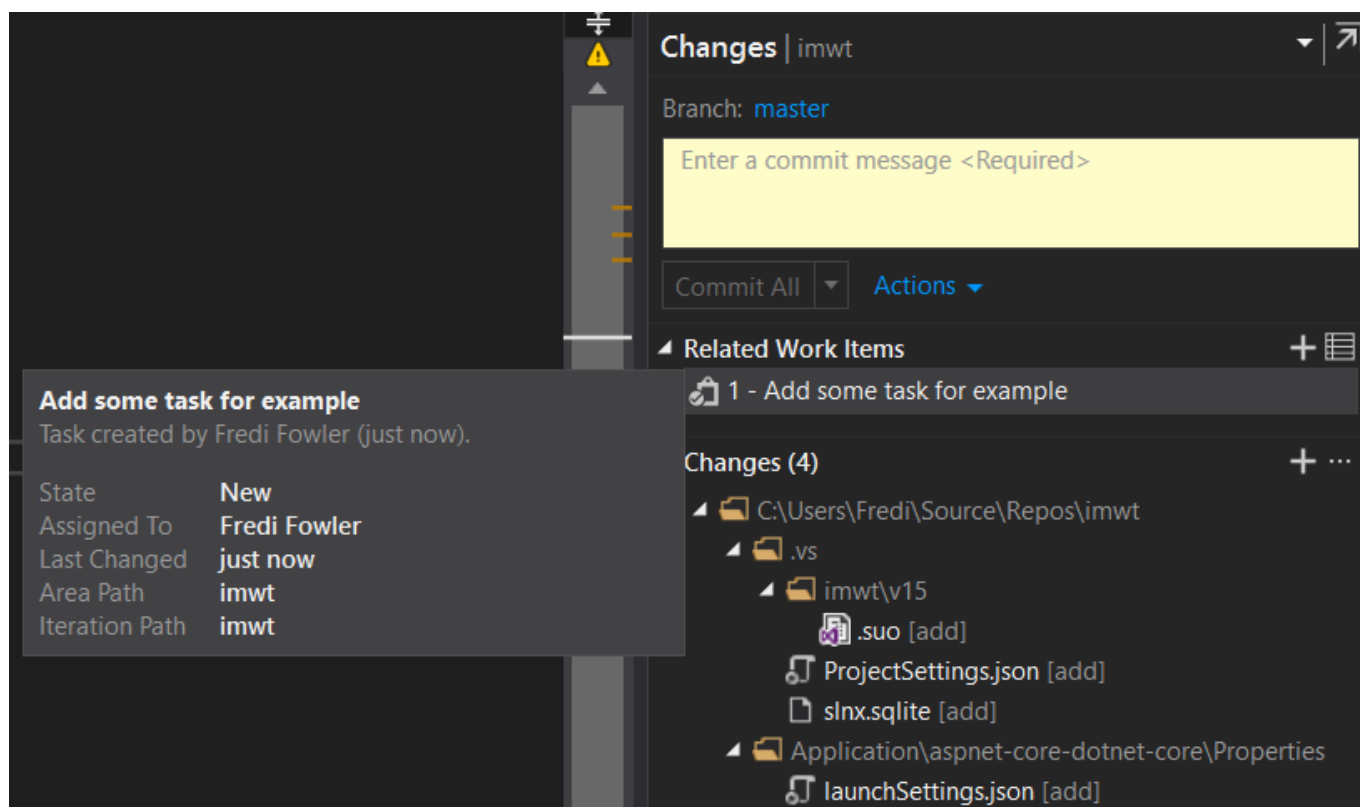 Changes | imwt
Branch: master
Enter a commit message <Required>
Commit All Actions
Related Work Items
1 - Add some task for example
Add some task for example
Task created by Fredi Fowler (just now).
State New
Assigned To Fredi Fowler
Last Changed just now
Area Path imwt
Iteration Path imwt
Changes (4)
C:\Users\Fredi\Source\Repos\imwt
.vs
imwt\v15
.suo [add]
ProjectSettings.json [add]
slnx.sqlite [add]
Application\aspnet-core-dotnet-core\Properties
launchSettings.json [add]